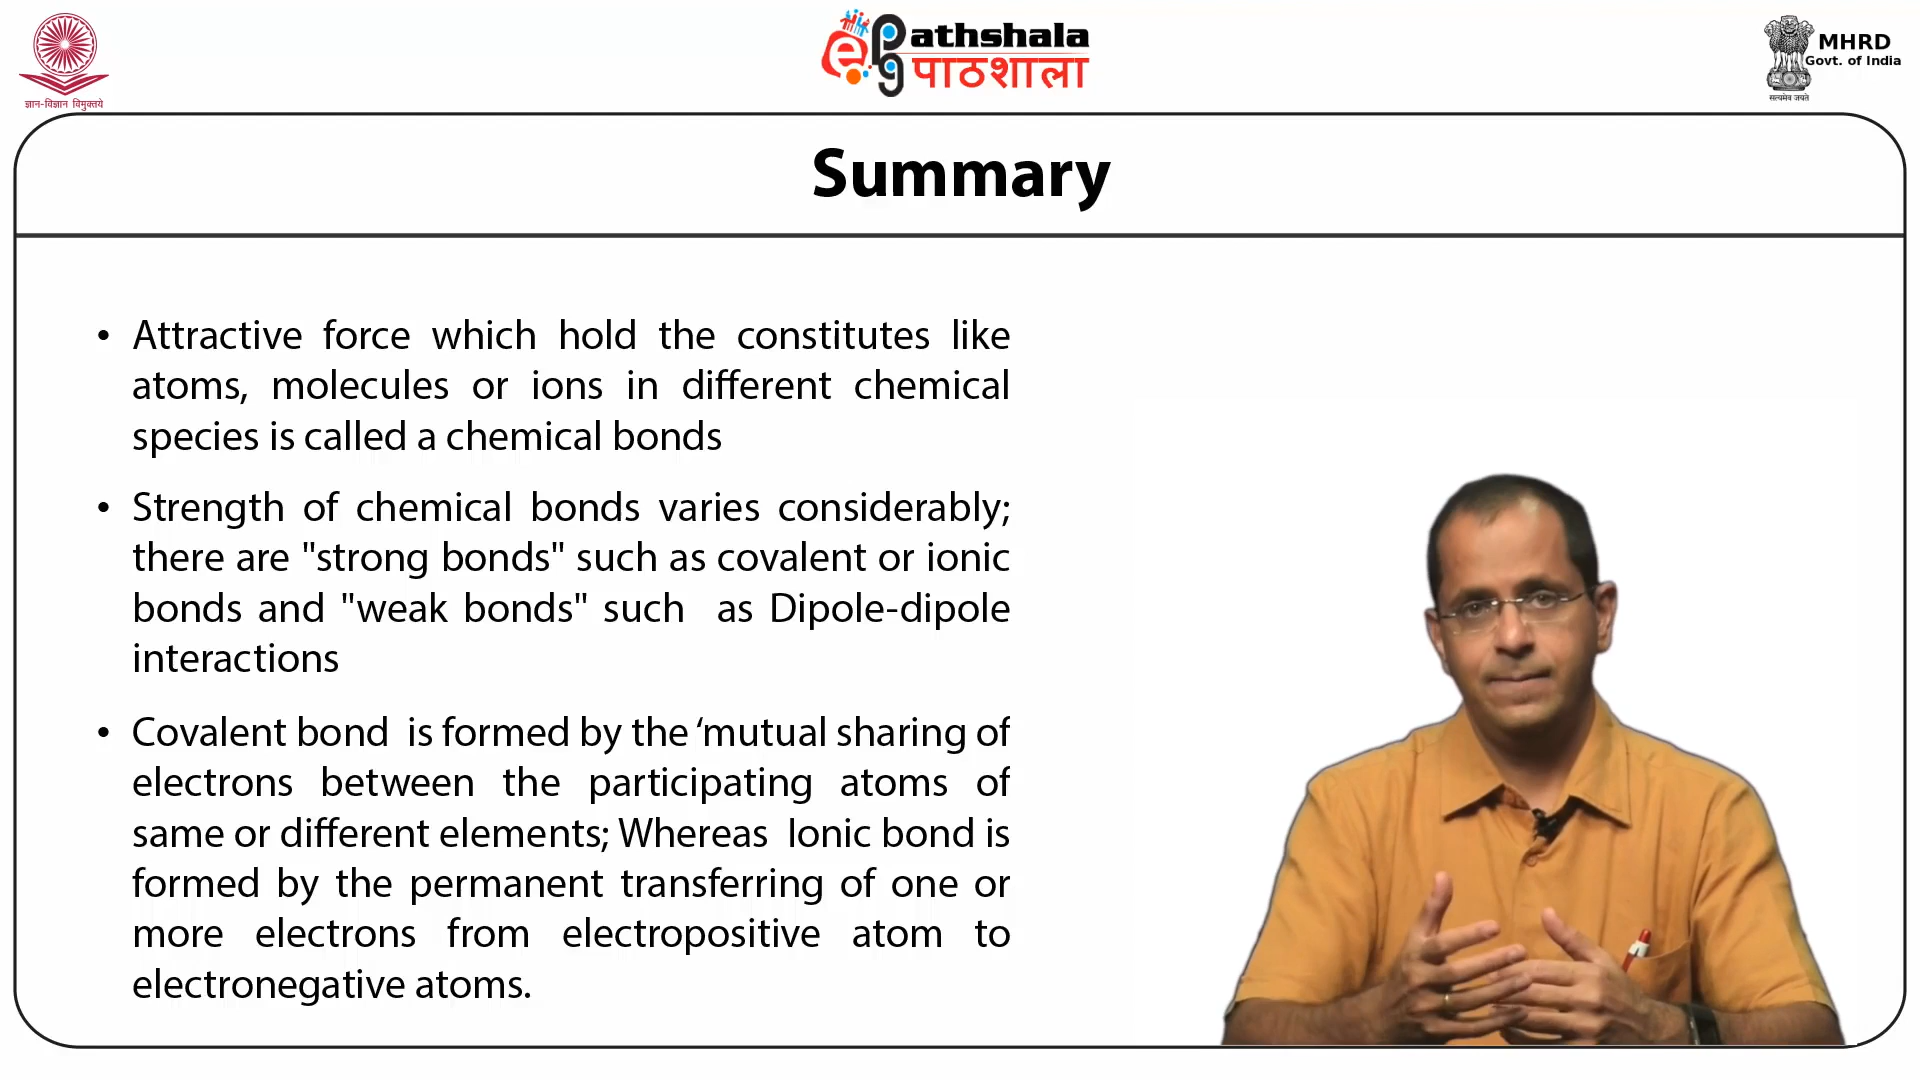 ज्ञान-विज्ञान विमुक्तये
ePathshala
पाठशाला
MHRD
Govt. of India
सत्यमेव जयते
Summary
• Attractive force which hold the constitutes like
atoms, molecules or ions in different chemical
species is called a chemical bonds
• Strength of chemical bonds varies considerably;
there are "strong bonds" such as covalent or ionic
bonds and "weak bonds" such as Dipole-dipole
interactions
• Covalent bond is formed by the ‘mutual sharing of
electrons between the participating atoms of
same or different elements; Whereas Ionic bond is
formed by the permanent transferring of one or
more electrons from electropositive atom to
electronegative atoms.